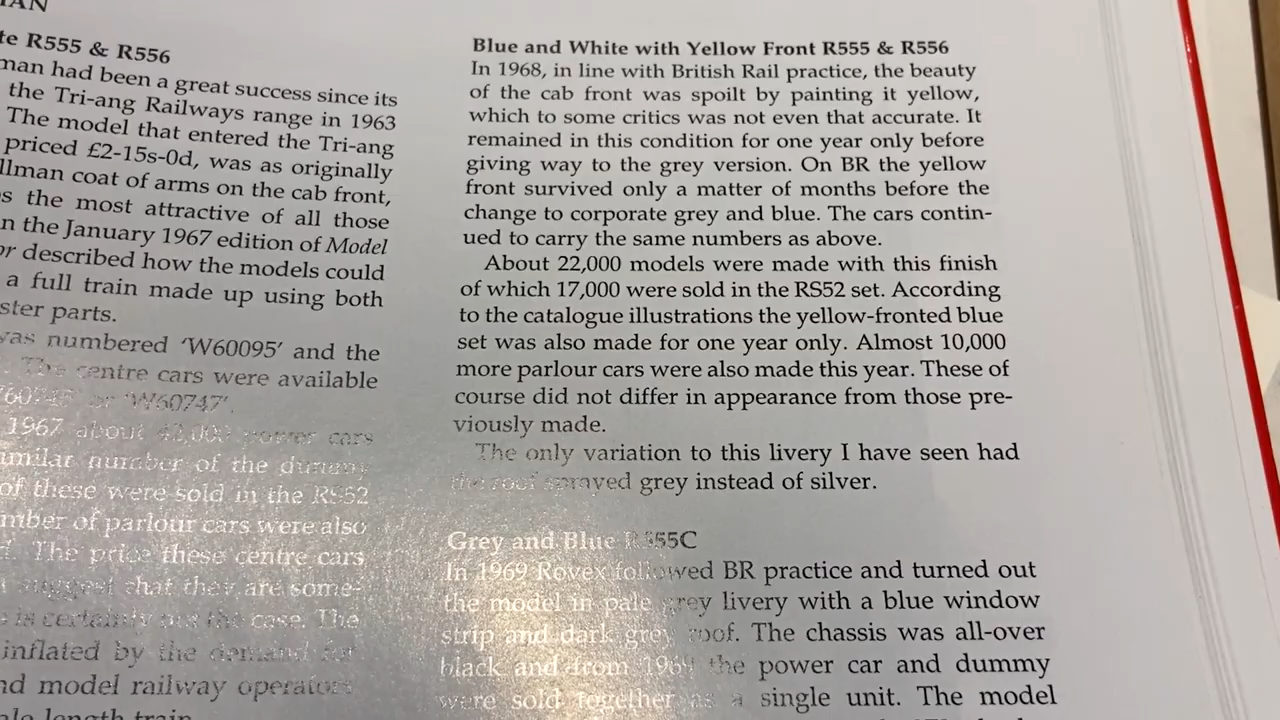 IAN
te R555 & R556
man had been a great success since its
the Tri-ang Railways range in 1963
The model that entered the Tri-ang
priced £2-15s-0d, was as originally
llman coat of arms on the cab front,
s the most attractive of all those
n the January 1967 edition of Model
or described how the models could
a full train made up using both
ster parts.
was numbered ‘W60095’ and the
The centre cars were available
or ‘W60747’.
1967 about 42,000 power cars
imilar number of the dummy
of these were sold in the RS52
mber of parlour cars were also
The price these centre cars
suggest that they are some-
is certainly not the case. The
inflated by the demand for
nd model railway operators
length train
Blue and White with Yellow Front R555 & R556
In 1968, in line with British Rail practice, the beauty
of the cab front was spoilt by painting it yellow,
which to some critics was not even that accurate. It
remained in this condition for one year only before
giving way to the grey version. On BR the yellow
front survived only a matter of months before the
change to corporate grey and blue. The cars contin-
ued to carry the same numbers as above.
About 22,000 models were made with this finish
of which 17,000 were sold in the RS52 set. According
to the catalogue illustrations the yellow-fronted blue
set was also made for one year only. Almost 10,000
more parlour cars were also made this year. These of
course did not differ in appearance from those pre-
viously made.
The only variation to this livery I have seen had
the roof sprayed grey instead of silver.
Grey and Blue R555C
In 1969 Rovex followed BR practice and turned out
the model in pale grey livery with a blue window
strip and dark grey roof. The chassis was all-over
black and from 1969 the power car and dummy
were sold together as a single unit. The model